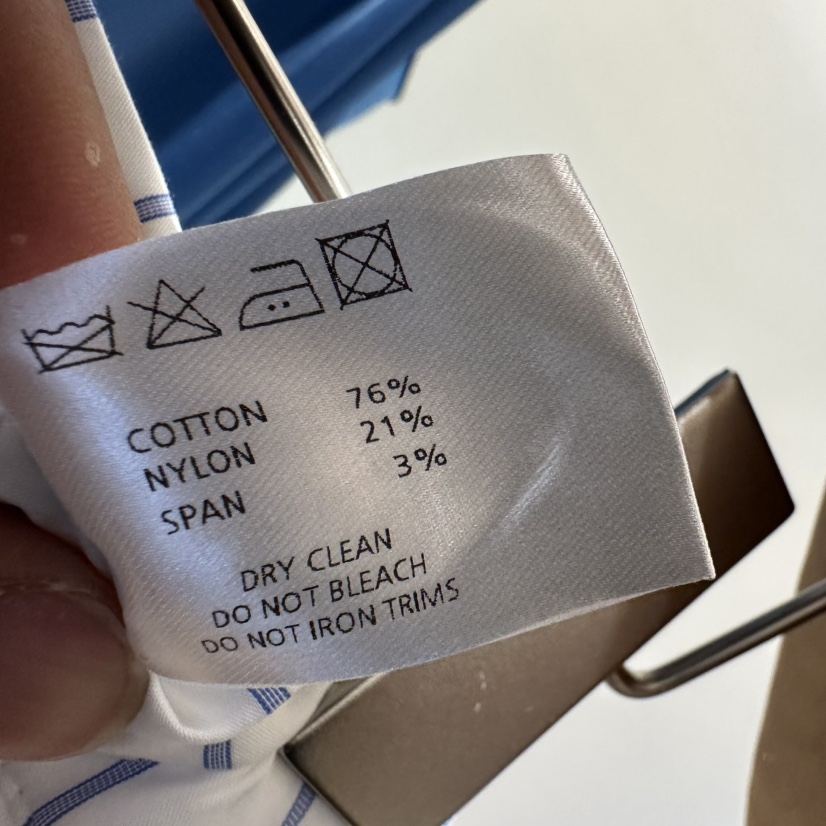 COTTON 76%
NYLON 21%
SPAN 3%
DRY CLEAN
DO NOT BLEACH
DO NOT IRON TRIMS